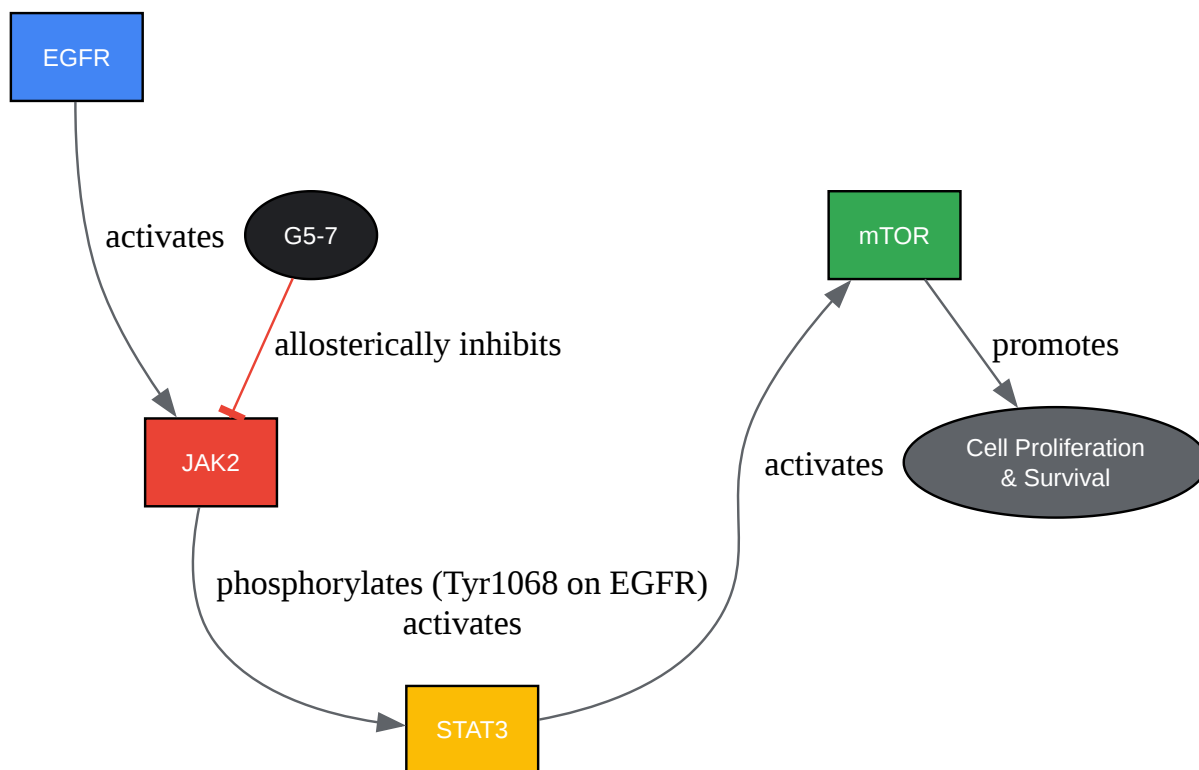 EGFR
activates
G5-7
mTOR
allosterically inhibits
promotes
JAK2
activates
Cell Proliferation
& Survival
phosphorylates (Tyr1068 on EGFR)
activates
STAT3